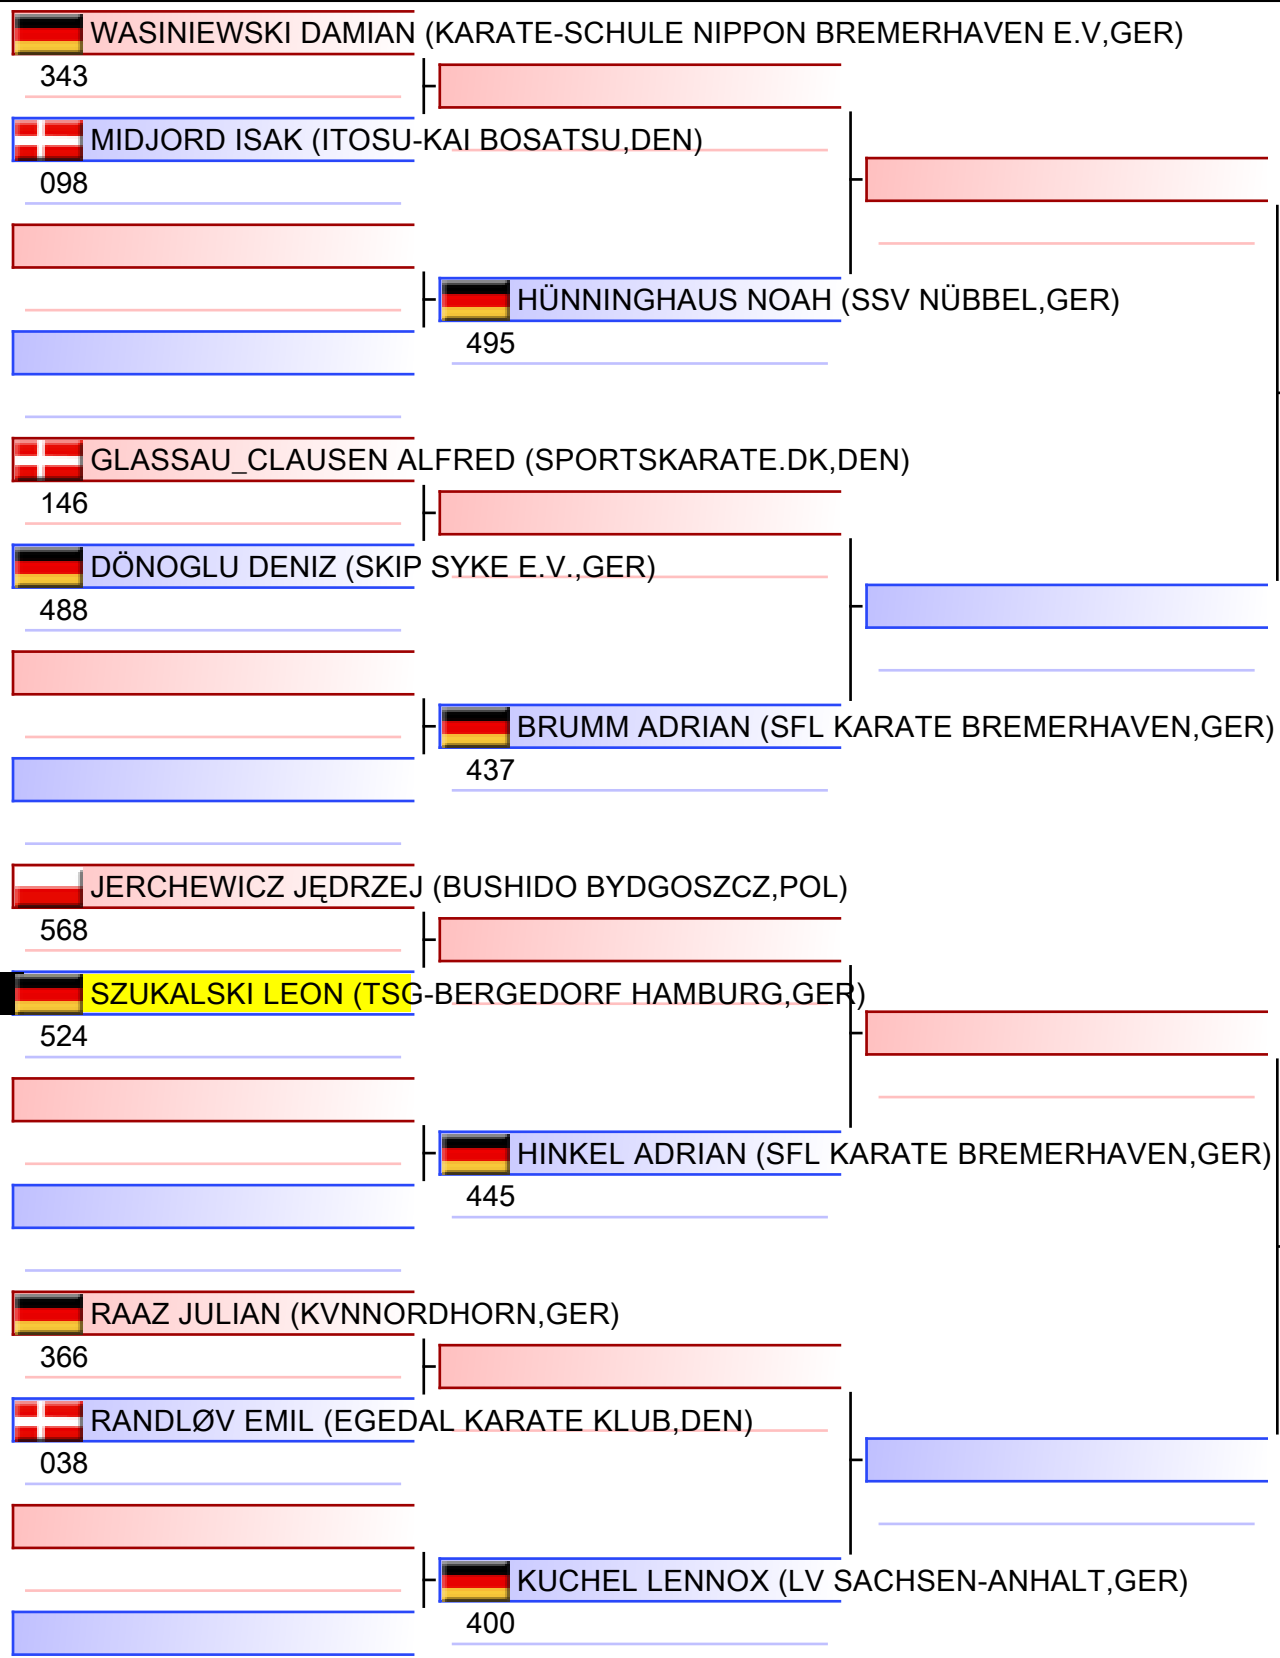 WASINIEWSKI DAMIAN (KARATE-SCHULE NIPPON BREMERHAVEN E.V,GER)
343
MIDJORD ISAK (ITOSU-KAI BOSATSU,DEN)
098
HÜNNINGHAUS NOAH (SSV NÜBBEL,GER)
495
GLASSAU_CLAUSEN ALFRED (SPORTSKARATE.DK,DEN)
146
DÖNOGLU DENIZ (SKIP SYKE E.V.,GER)
488
BRUMM ADRIAN (SFL KARATE BREMERHAVEN,GER)
437
JERCHEWICZ JĘDRZEJ (BUSHIDO BYDGOSZCZ,POL)
568
SZUKALSKI LEON (TSG-BERGEDORF HAMBURG,GER)
524
HINKEL ADRIAN (SFL KARATE BREMERHAVEN,GER)
445
RAAZ JULIAN (KVNNORDHORN,GER)
366
RANDLØV EMIL (EGEDAL KARATE KLUB,DEN)
038
KUCHEL LENNOX (LV SACHSEN-ANHALT,GER)
400